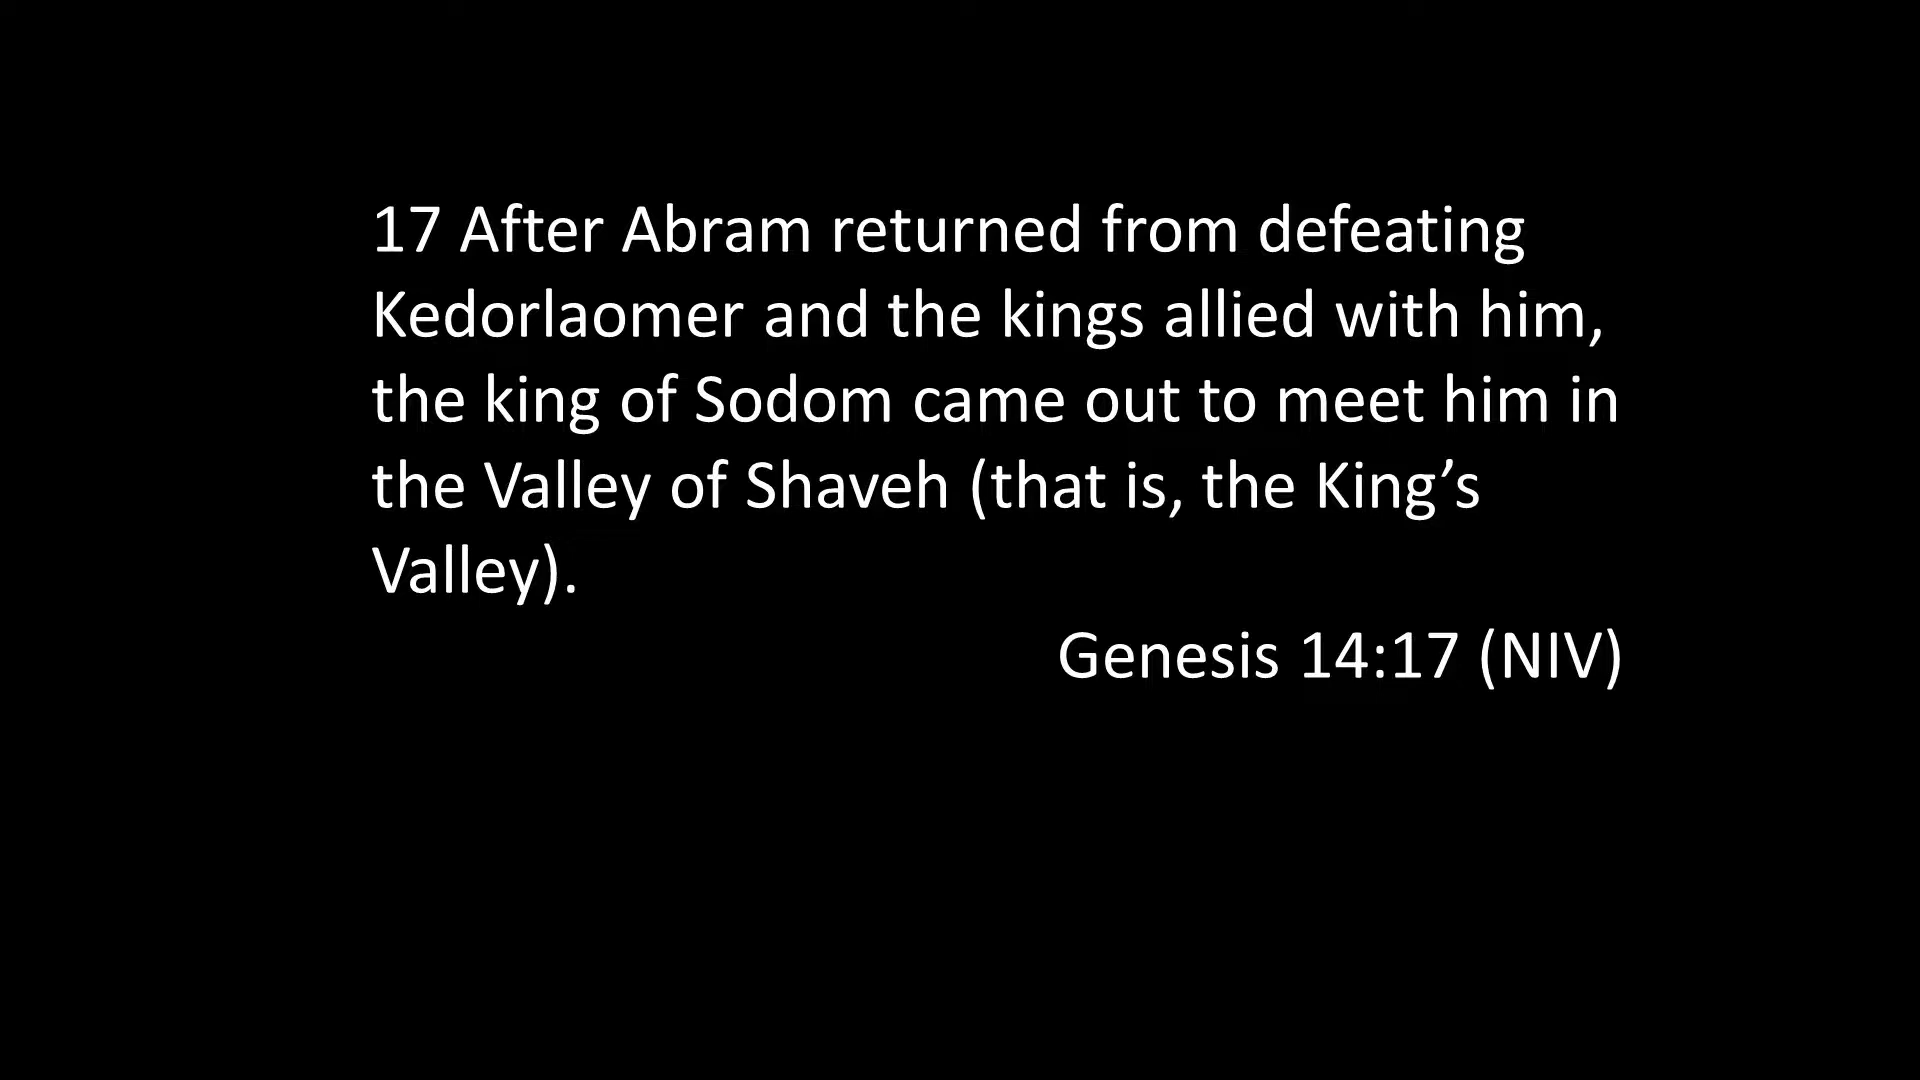 17 After Abram returned from defeating
Kedorlaomer and the kings allied with him,
the king of Sodom came out to meet him in
the Valley of Shaveh (that is, the King’s
Valley).
Genesis 14:17 (NIV)